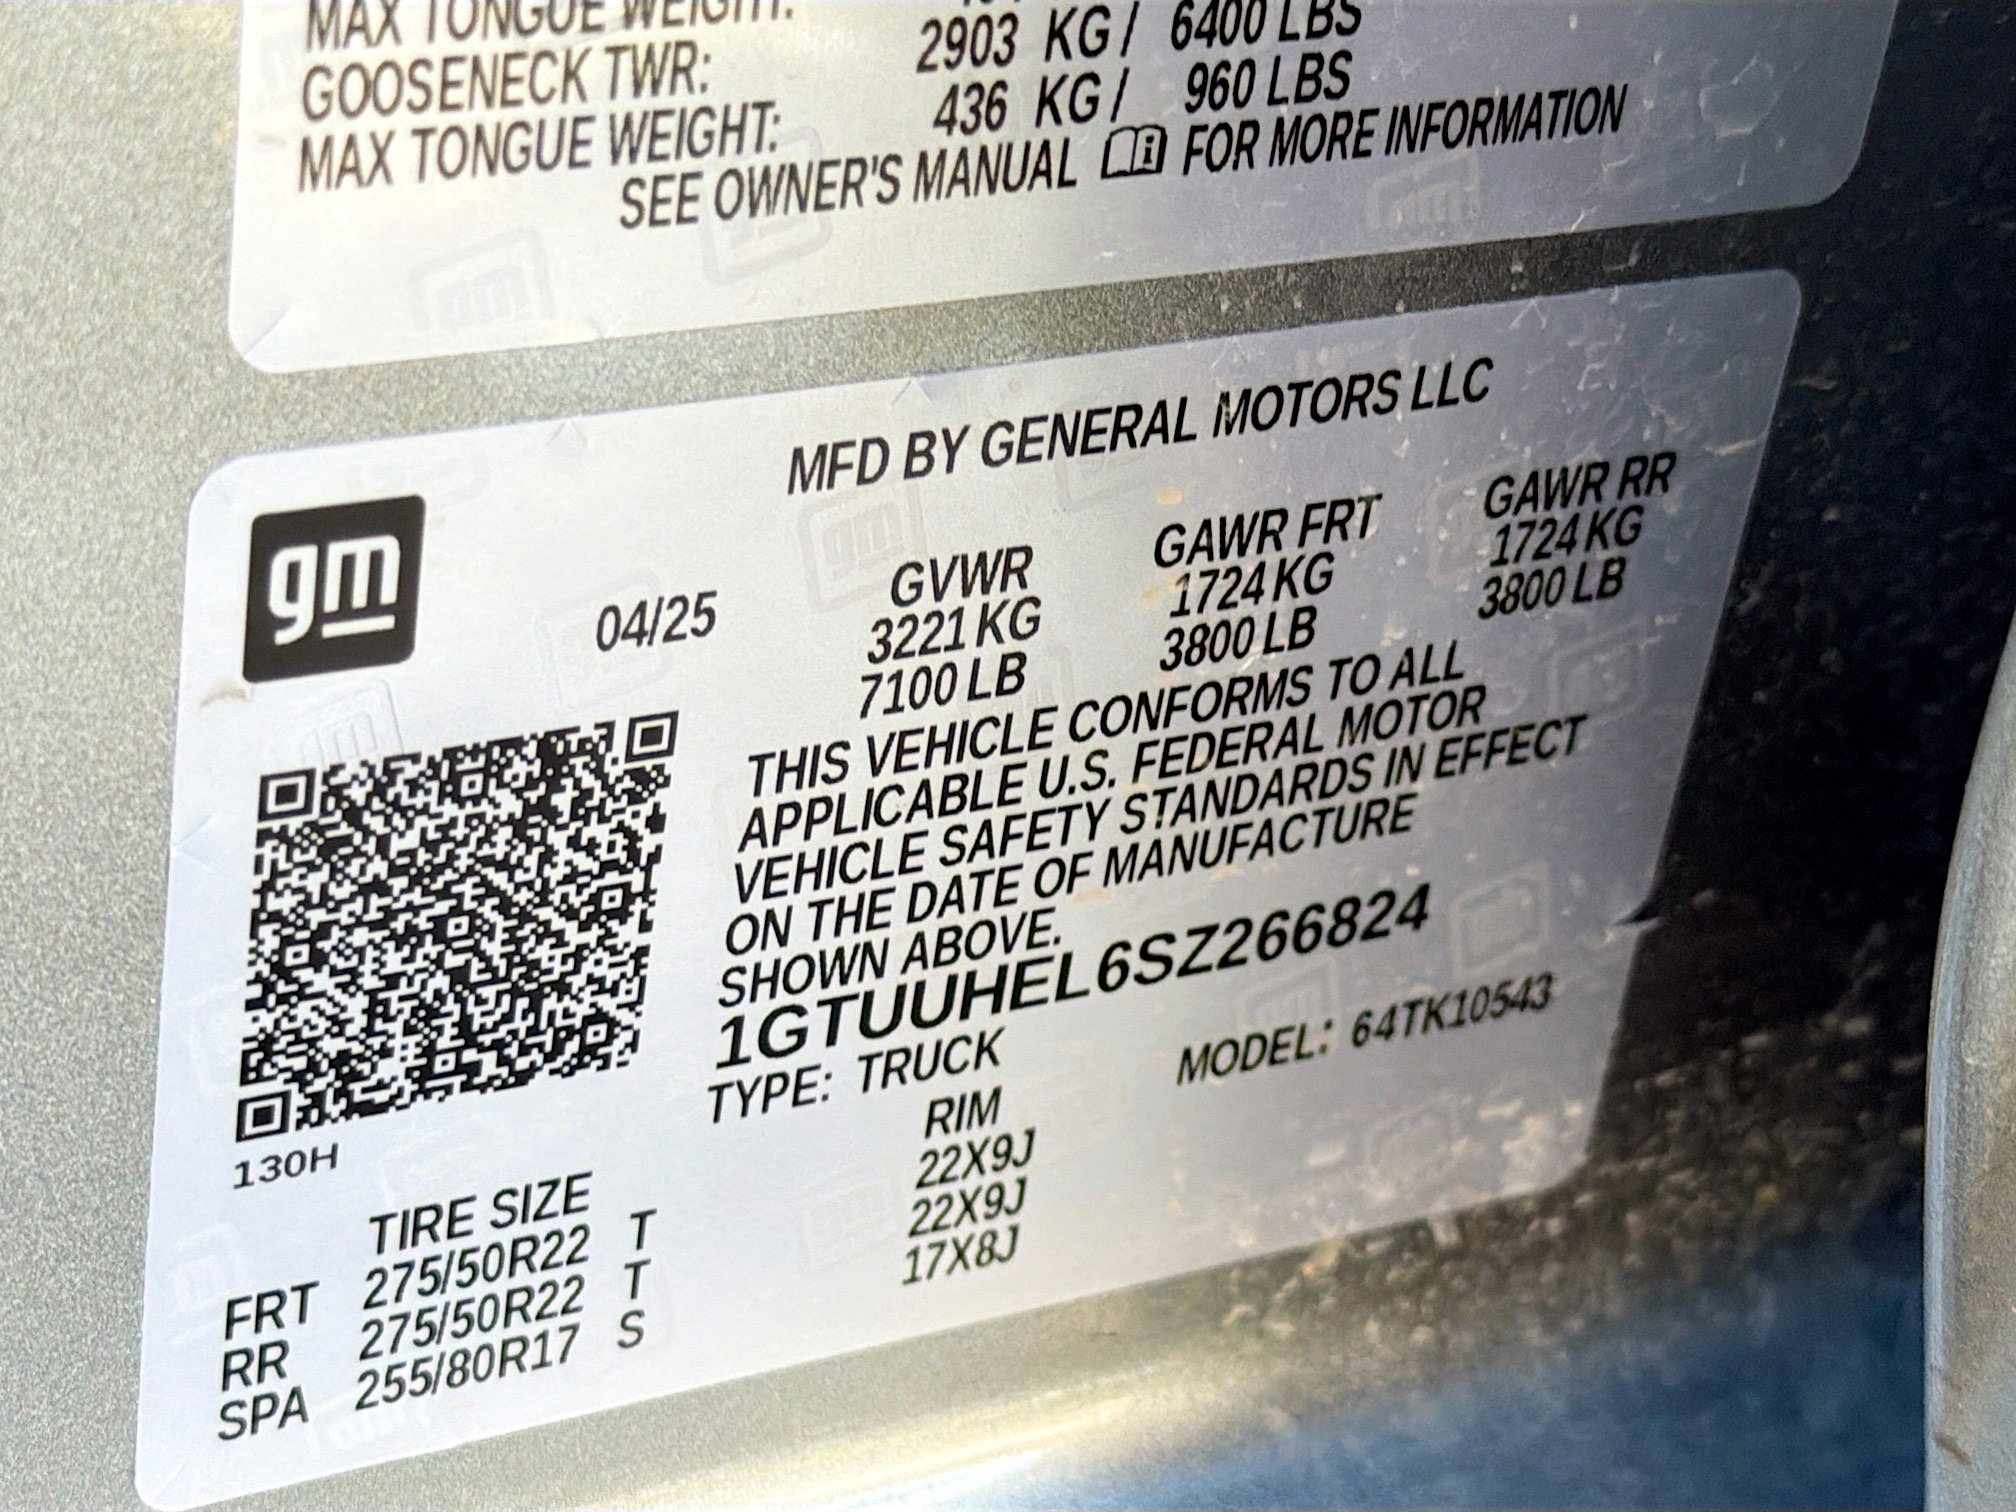 MAX TONGUE WEIGHT:
GOOSENECK TWR: 2903 KG / 6400 LBS
MAX TONGUE WEIGHT: 436 KG / 960 LBS
SEE OWNER'S MANUAL FOR MORE INFORMATION
MFD BY GENERAL MOTORS LLC
gm
04/25
GVWR GAWR FRT GAWR RR
3221 KG 1724 KG 1724 KG
7100 LB 3800 LB 3800 LB
THIS VEHICLE CONFORMS TO ALL
APPLICABLE U.S. FEDERAL MOTOR
VEHICLE SAFETY STANDARDS IN EFFECT
ON THE DATE OF MANUFACTURE
SHOWN ABOVE.
1GTUUHEL6SZ266824
TYPE: TRUCK MODEL: 64TK10543
130H
TIRE SIZE RIM
FRT 275/50R22 T 22X9J
RR 275/50R22 T 22X9J
SPA 255/80R17 S 17X8J